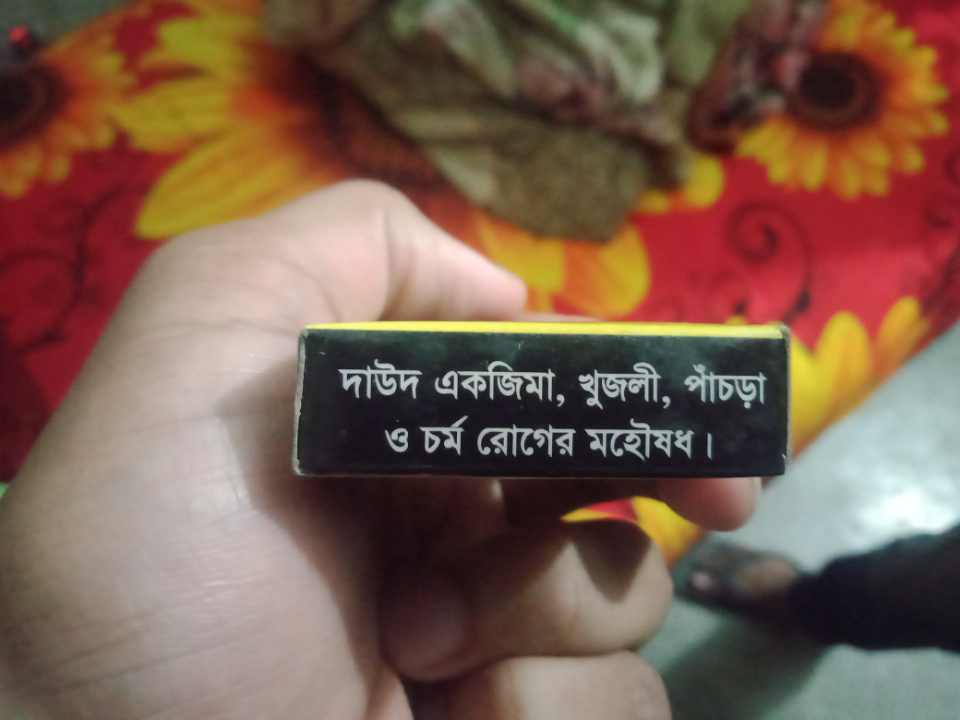 দাউদ একজিমা, খুজলী, পাঁচড়া
ও চর্ম রোগের মহৌষধ।